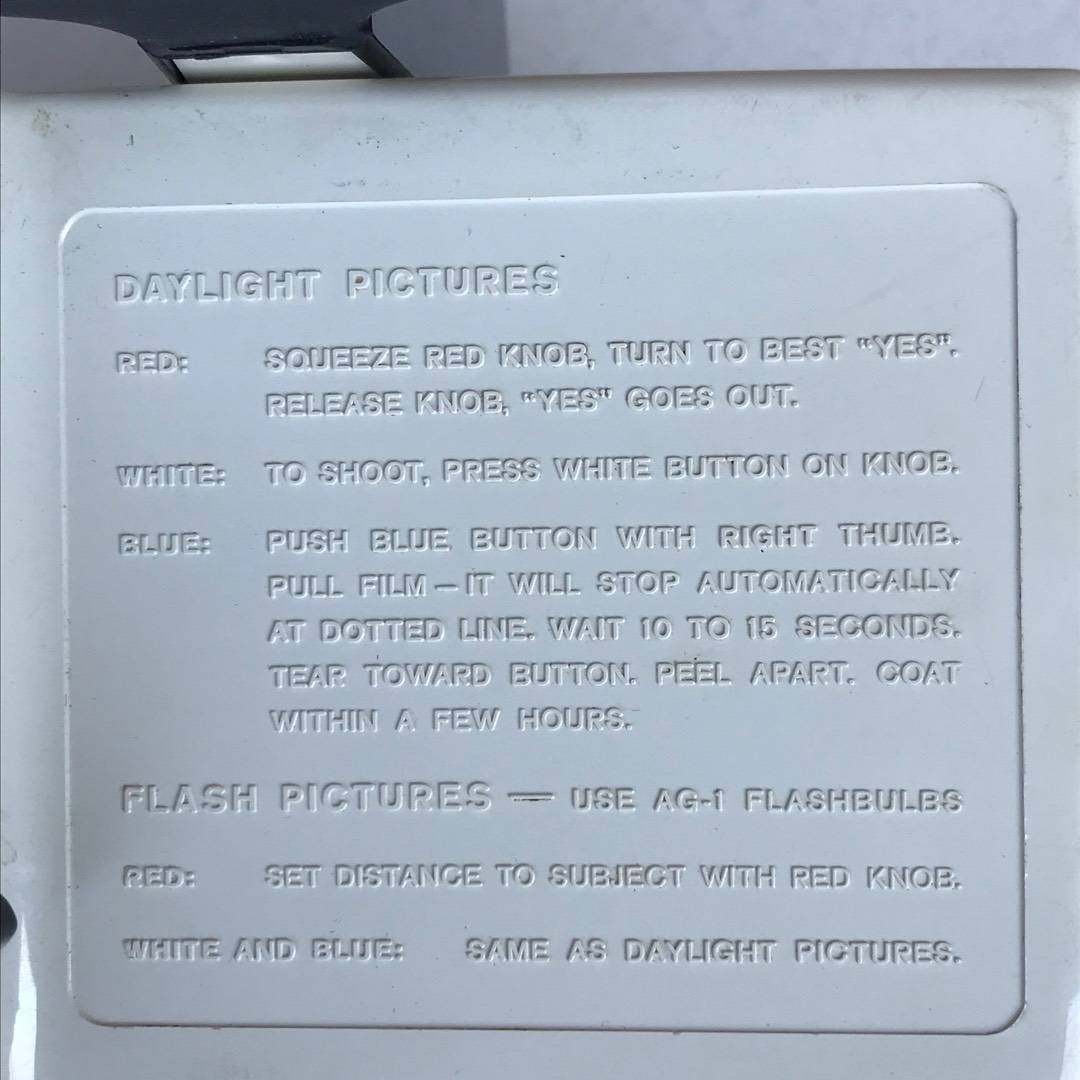 DAYLIGHT PICTURES
RED: SQUEEZE RED KNOB, TURN TO BEST "YES".
RELEASE KNOB, "YES" GOES OUT.
WHITE: TO SHOOT, PRESS WHITE BUTTON ON KNOB.
BLUE: PUSH BLUE BUTTON WITH RIGHT THUMB.
PULL FILM — IT WILL STOP AUTOMATICALLY
AT DOTTED LINE. WAIT 10 TO 15 SECONDS.
TEAR TOWARD BUTTON. PEEL APART. COAT
WITHIN A FEW HOURS.
FLASH PICTURES — USE AG-1 FLASHBULBS
RED: SET DISTANCE TO SUBJECT WITH RED KNOB.
WHITE AND BLUE: SAME AS DAYLIGHT PICTURES.